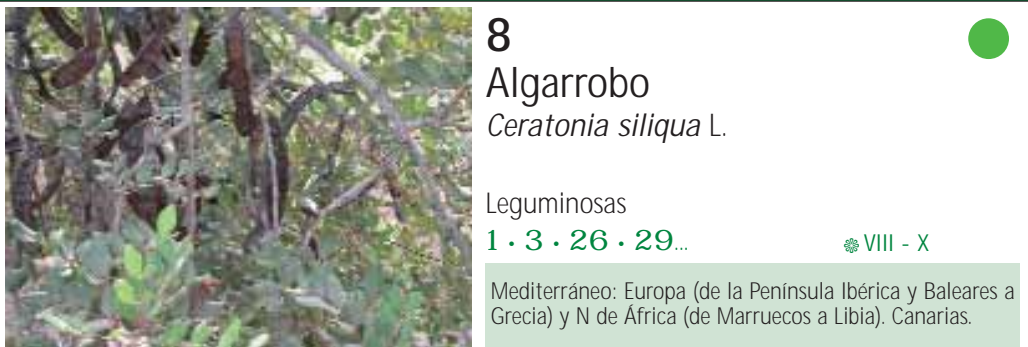 8
Algarrobo
Ceratonia siliqua L.
Leguminosas
1 · 3 · 26 · 29...
VIII - X
Mediterráneo: Europa (de la Península Ibérica y Baleares a
Grecia) y N de África (de Marruecos a Libia). Canarias.